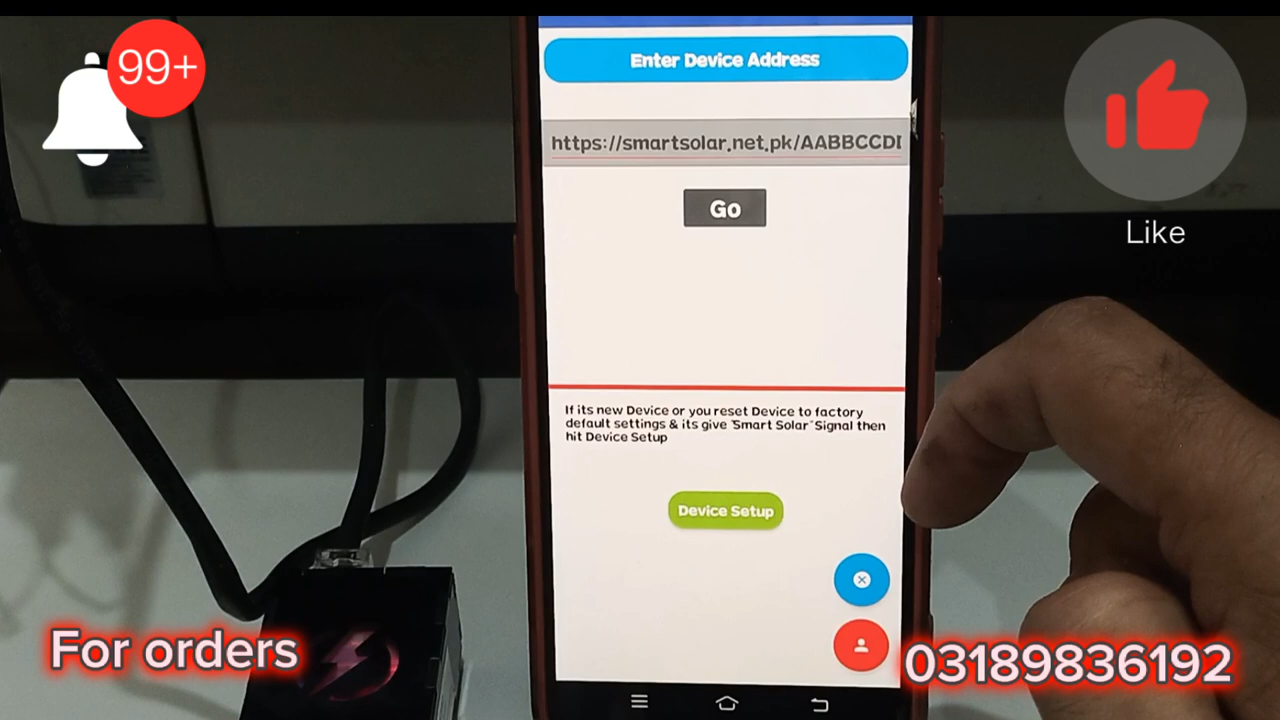 99+
Enter Device Address
https://smartsolar.net.pk/AABBCCD
Go
Like
If its new Device or you reset Device to factory
default settings & its give "Smart Solar" Signal then
hit Device Setup
Device Setup
For orders
03189836192